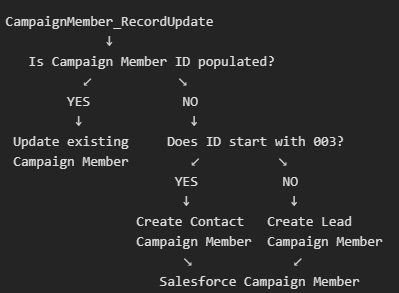 CampaignMember_RecordUpdate
↓
Is Campaign Member ID populated?
↙ ↘
YES NO
↓ ↓
Update existing Does ID start with 003?
Campaign Member ↙ ↘
YES NO
↓ ↓
Create Contact Create Lead
Campaign Member Campaign Member
↘ ↙
Salesforce Campaign Member